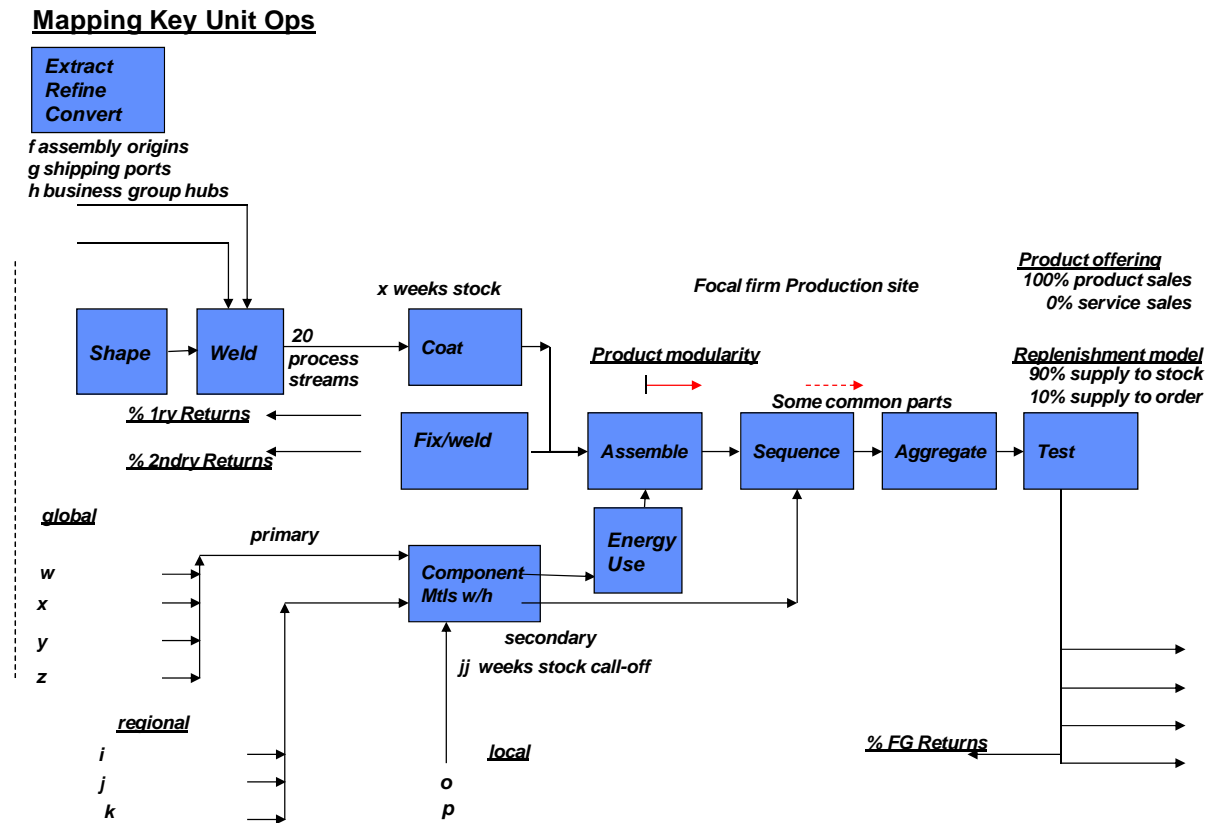 Mapping Key Unit Ops
Extract
Refine
Convert
f assembly origins
g shipping ports
h business group hubs
Product offering
100% product sales
0% service sales
x weeks stock
Focal firm Production site
Shape
Weld
20
process
streams
Coat
Product modularity
Replenishment model
90% supply to stock
10% supply to order
Some common parts
% 1ry Returns
% 2ndry Returns
Fix/weld
Assemble
Sequence
Aggregate
Test
global
primary
Energy
Use
Component
Mtls w/h
w
x
y
z
secondary
jj weeks stock call-off
regional
i
j
k
local
o
p
% FG Returns